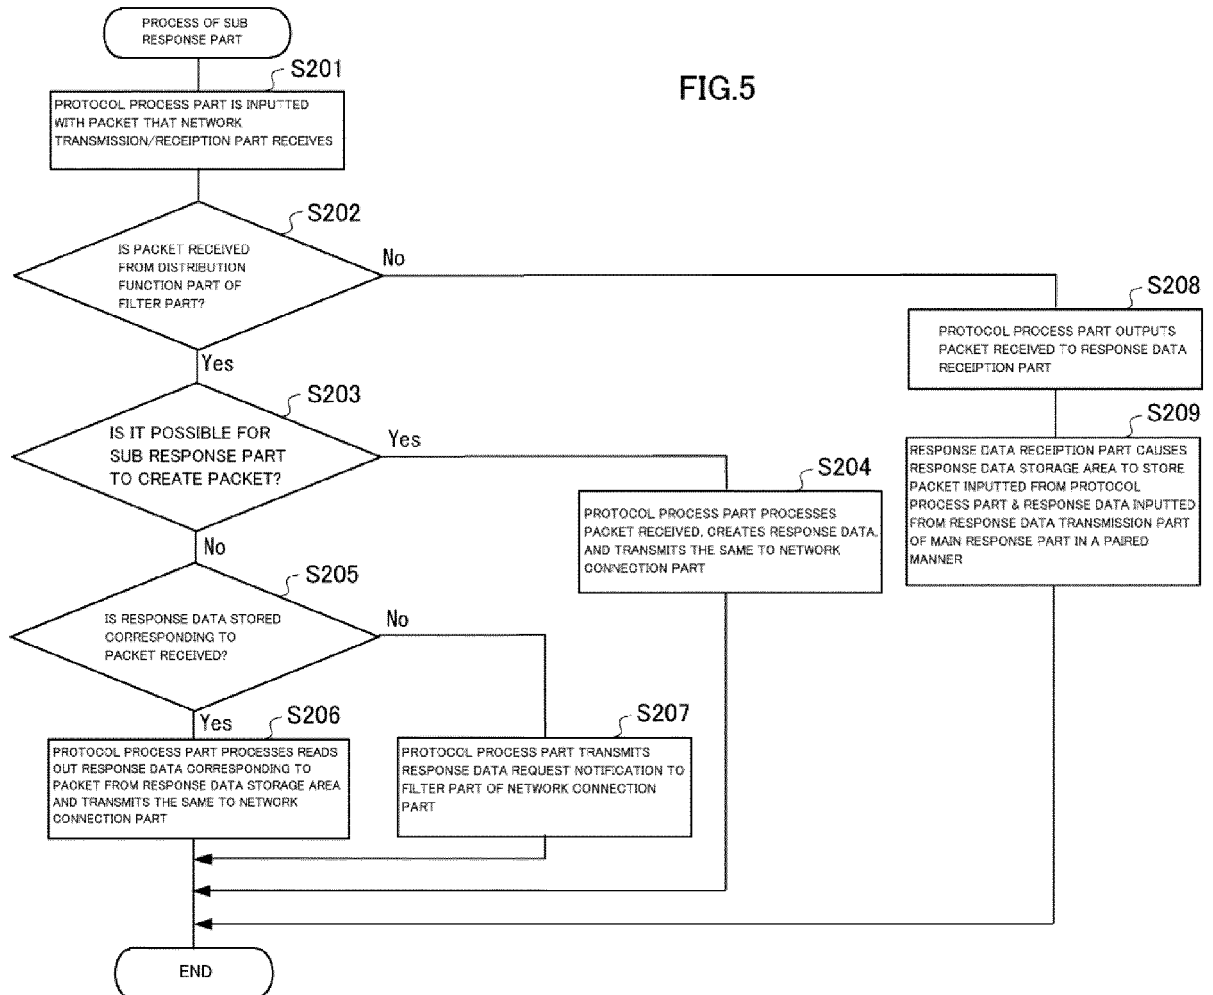 PROCESS OF SUB
RESPONSE PART
S201
FIG.5
PROTOCOL PROCESS PART IS INPUTTED
WITH PACKET THAT NETWORK
TRANSMISSION/RECEIPTION PART RECEIVES
S202
IS PACKET RECEIVED
FROM DISTRIBUTION
FUNCTION PART OF
FILTER PART?
No
Yes
S208
PROTOCOL PROCESS PART OUTPUTS
PACKET RECEIVED TO RESPONSE DATA
RECEIPTION PART
S203
IS IT POSSIBLE FOR
SUB RESPONSE PART
TO CREATE PACKET?
Yes
No
S204
PROTOCOL PROCESS PART PROCESSES
PACKET RECEIVED, CREATES RESPONSE DATA,
AND TRANSMITS THE SAME TO NETWORK
CONNECTION PART
S209
RESPONSE DATA RECEIPTION PART CAUSES
RESPONSE DATA STORAGE AREA TO STORE
PACKET INPUTTED FROM PROTOCOL
PROCESS PART & RESPONSE DATA INPUTTED
FROM RESPONSE DATA TRANSMISSION PART
OF MAIN RESPONSE PART IN A PAIRED
MANNER
S205
IS RESPONSE DATA STORED
CORRESPONDING TO
PACKET RECEIVED?
No
Yes
S206
PROTOCOL PROCESS PART PROCESSES READS
OUT RESPONSE DATA CORRESPONDING TO
PACKET FROM RESPONSE DATA STORAGE AREA
AND TRANSMITS THE SAME TO NETWORK
CONNECTION PART
S207
PROTOCOL PROCESS PART TRANSMITS
RESPONSE DATA REQUEST NOTIFICATION TO
FILTER PART OF NETWORK CONNECTION
PART
END